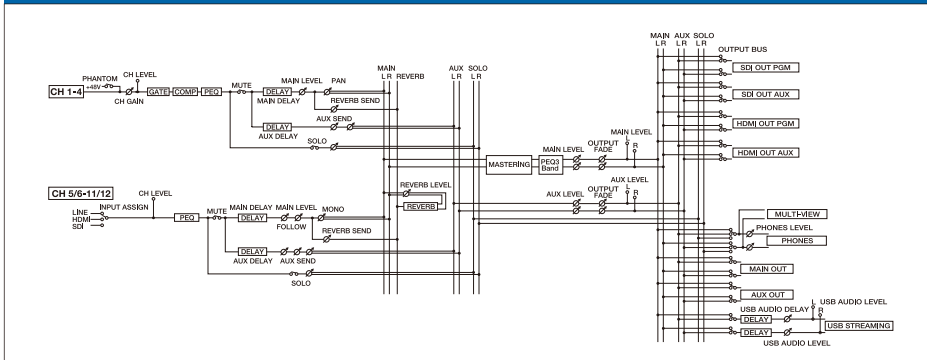 MAIN AUX SOLO
L R L R L R
OUTPUT BUS
SDI OUT PGM
SDI OUT AUX
HDMI OUT PGM
HDMI OUT AUX
MAIN AUX SOLO
L R REVERB L R L R
PHANTOM
+48V
CH LEVEL
CH 1-4
CH GAIN
GATE COMP PEQ
MUTE
MAIN LEVEL PAN
DELAY
MAIN DELAY
REVERB SEND
AUX SEND
DELAY
AUX DELAY
SOLO
MASTERING
PEQ3
Band
MAIN LEVEL
OUTPUT
FADE
MAIN LEVEL
L R
CH 5/6-11/12
CH LEVEL
INPUT ASSIGN
LINE
HDMI
SDI
PEQ
MUTE
MAIN DELAY MAIN LEVEL
DELAY
FOLLOW
MONO
REVERB SEND
DELAY
AUX DELAY AUX SEND
SOLO
REVERB LEVEL
REVERB
AUX LEVEL
OUTPUT
FADE
AUX LEVEL
L R
MULTI-VIEW
PHONES LEVEL
PHONES
MAIN OUT
AUX OUT
USB AUDIO DELAY
L R
USB AUDIO LEVEL
DELAY
USB STREAMING
DELAY
USB AUDIO LEVEL